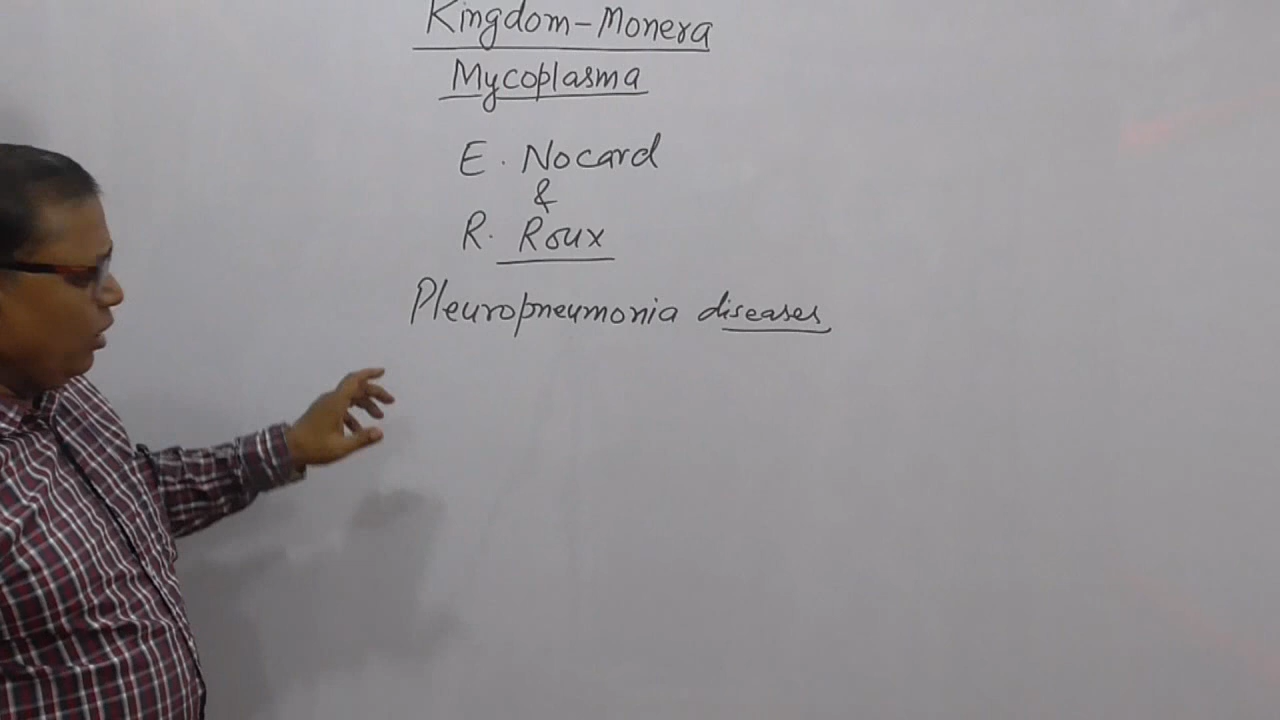 Kingdom-Monera
Mycoplasma
E. Nocard
&
R. Roux
Pleuropneumonia diseases